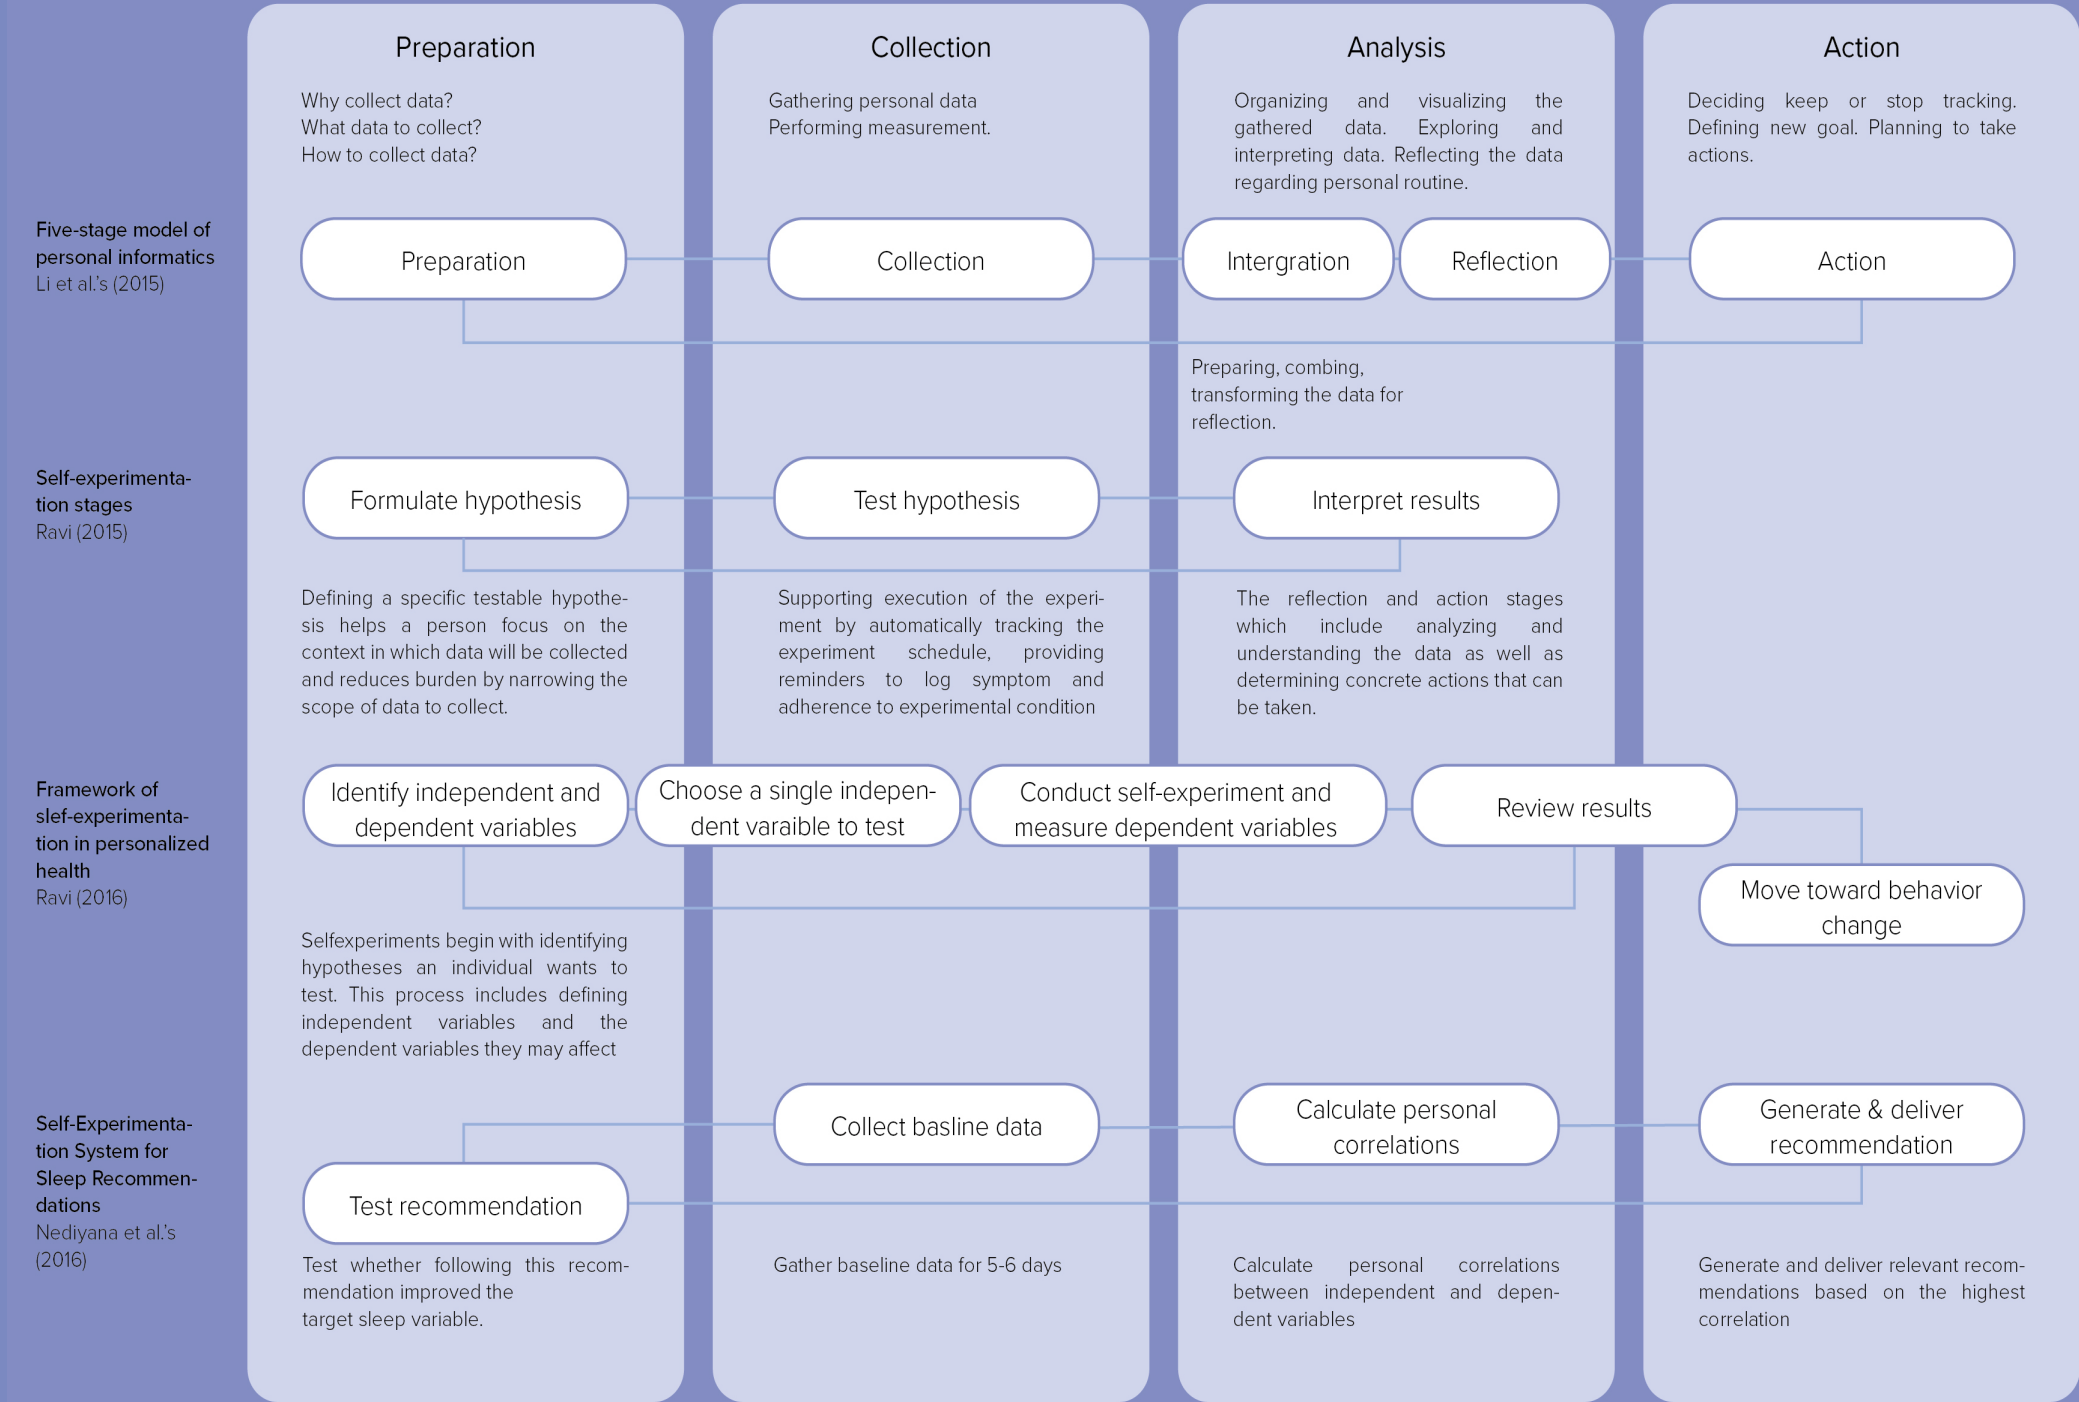 Preparation
Why collect data?
What data to collect?
How to collect data?
Collection
Gathering personal data
Performing measurement.
Analysis
Organizing and visualizing the
gathered data. Exploring and
interpreting data. Reflecting the data
regarding personal routine.
Action
Deciding keep or stop tracking.
Defining new goal. Planning to take
actions.
Five-stage model of
personal informatics
Li et al.'s (2015)
Preparation
Collection
Intergration
Reflection
Action
Preparing, combing,
transforming the data for
reflection.
Self-experimenta-
tion stages
Ravi (2015)
Formulate hypothesis
Test hypothesis
Interpret results
Defining a specific testable hypothe-
sis helps a person focus on the
context in which data will be collected
and reduces burden by narrowing the
scope of data to collect.
Supporting execution of the experi-
ment by automatically tracking the
experiment schedule, providing
reminders to log symptom and
adherence to experimental condition
The reflection and action stages
which include analyzing and
understanding the data as well as
determining concrete actions that can
be taken.
Framework of
slef-experimenta-
tion in personalized
health
Ravi (2016)
Identify independent and
dependent variables
Choose a single indepen-
dent varaible to test
Conduct self-experiment and
measure dependent variables
Review results
Move toward behavior
change
Selfexperiments begin with identifying
hypotheses an individual wants to
test. This process includes defining
independent variables and the
dependent variables they may affect
Self-Experimenta-
tion System for
Sleep Recommen-
dations
Nediyana et al.'s
(2016)
Collect basline data
Calculate personal
correlations
Generate & deliver
recommendation
Test recommendation
Test whether following this recom-
mendation improved the
target sleep variable.
Gather baseline data for 5-6 days
Calculate personal correlations
between independent and depen-
dent variables
Generate and deliver relevant recom-
mendations based on the highest
correlation